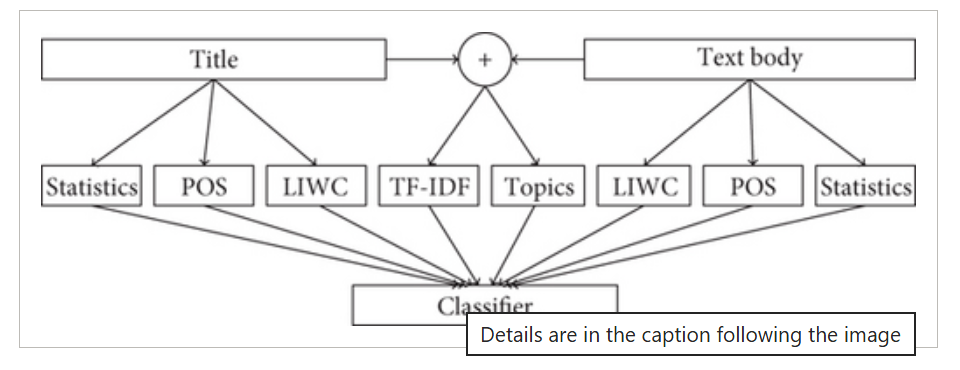 Title
+
Text body
Statistics
POS
LIWC
TF-IDF
Topics
LIWC
POS
Statistics
Classifier
Details are in the caption following the image